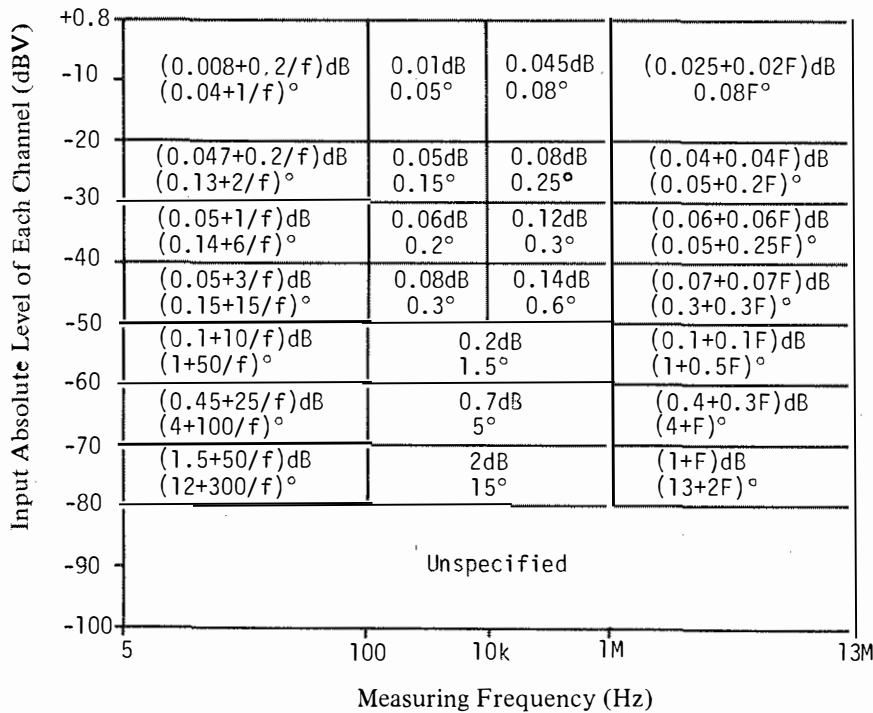 Input Absolute Level of Each Channel (dBV)
+0.8
(0.008+0.2/f)dB 0.01dB 0.045dB (0.025+0.02F)dB
-10
(0.04+1/f)° 0.05° 0.08° 0.08F°
-20
(0.047+0.2/f)dB 0.05dB 0.08dB (0.04+0.04F)dB
(0.13+2/f)° 0.15° 0.25° (0.05+0.2F)°
-30
(0.05+1/f)dB 0.06dB 0.12dB (0.06+0.06F)dB
(0.14+6/f)° 0.2° 0.3° (0.05+0.25F)°
-40
(0.05+3/f)dB 0.08dB 0.14dB (0.07+0.07F)dB
(0.15+15/f)° 0.3° 0.6° (0.3+0.3F)°
-50
(0.1+10/f)dB 0.2dB (0.1+0.1F)dB
(1+50/f)° 1.5° (1+0.5F)°
-60
(0.45+25/f)dB 0.7dB (0.4+0.3F)dB
(4+100/f)° 5° (4+F)°
-70
(1.5+50/f)dB 2dB (1+F)dB
(12+300/f)° 15° (13+2F)°
-80
-90 Unspecified
-100
5 100 10k 1M 13M
Measuring Frequency (Hz)